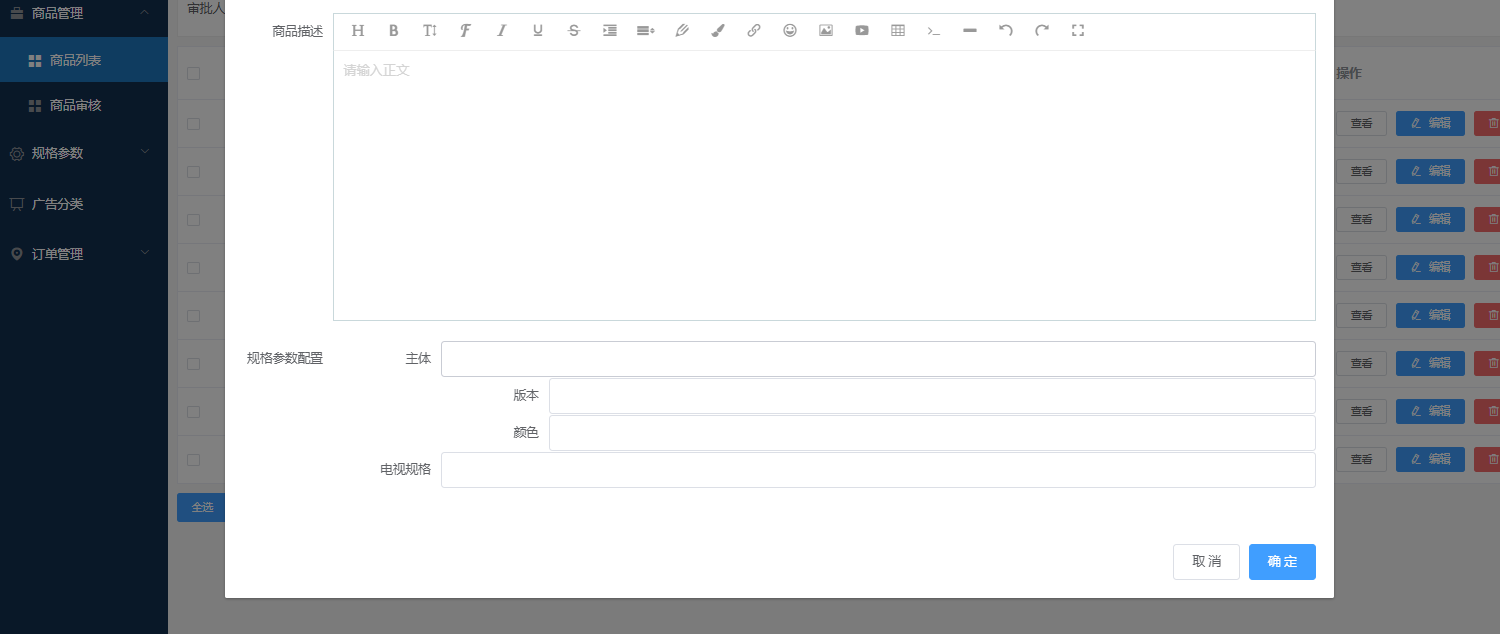 商品管理
审批人
商品列表
商品审核
规格参数
广告分类
订单管理
全选
商品描述
H B T F I U S
请输入正文
规格参数配置
主体
版本
颜色
电视规格
取消
确定
操作
查看 编辑
查看 编辑
查看 编辑
查看 编辑
查看 编辑
查看 编辑
查看 编辑
查看 编辑